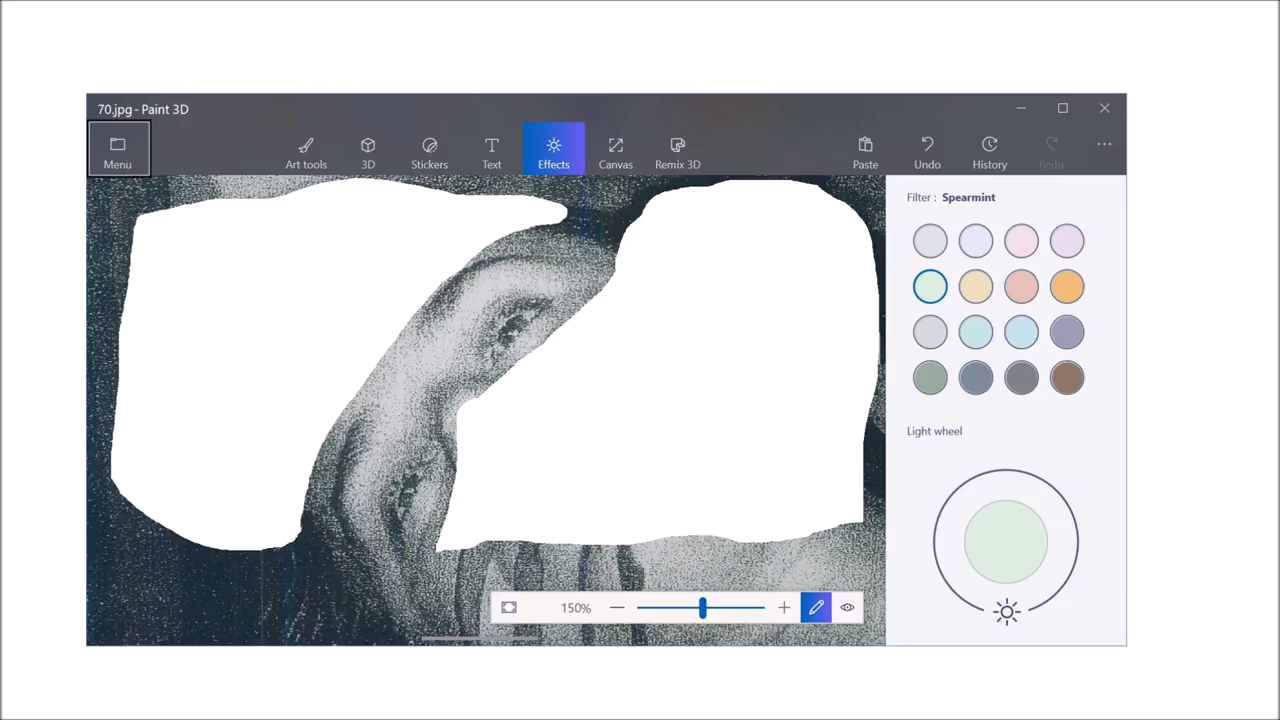 70.jpg - Paint 3D
Menu
Art tools
3D
Stickers
Text
Effects
Canvas
Remix 3D
Paste
Undo
History
Redo
Filter : Spearmint
Light wheel
150%